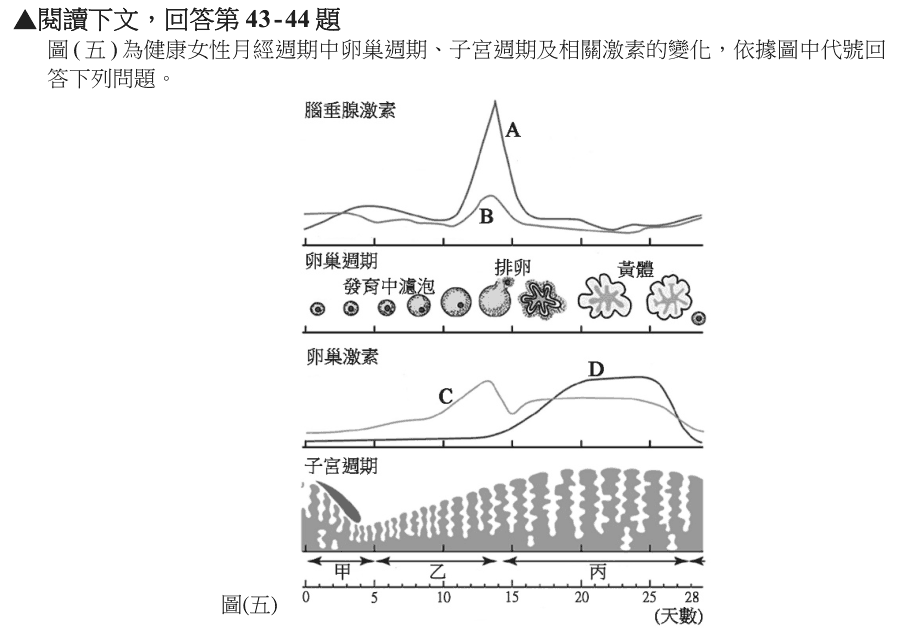 ▲閱讀下文，回答第 43-44 題
圖(五)為健康女性月經週期中卵巢週期、子宮週期及相關激素的變化，依據圖中代號回
答下列問題。
腦垂腺激素
A
B
卵巢週期
排卵
黃體
發育中濾泡
卵巢激素
C
D
子宮週期
甲
乙
丙
0 5 10 15 20 25 28
(天數)
圖(五)